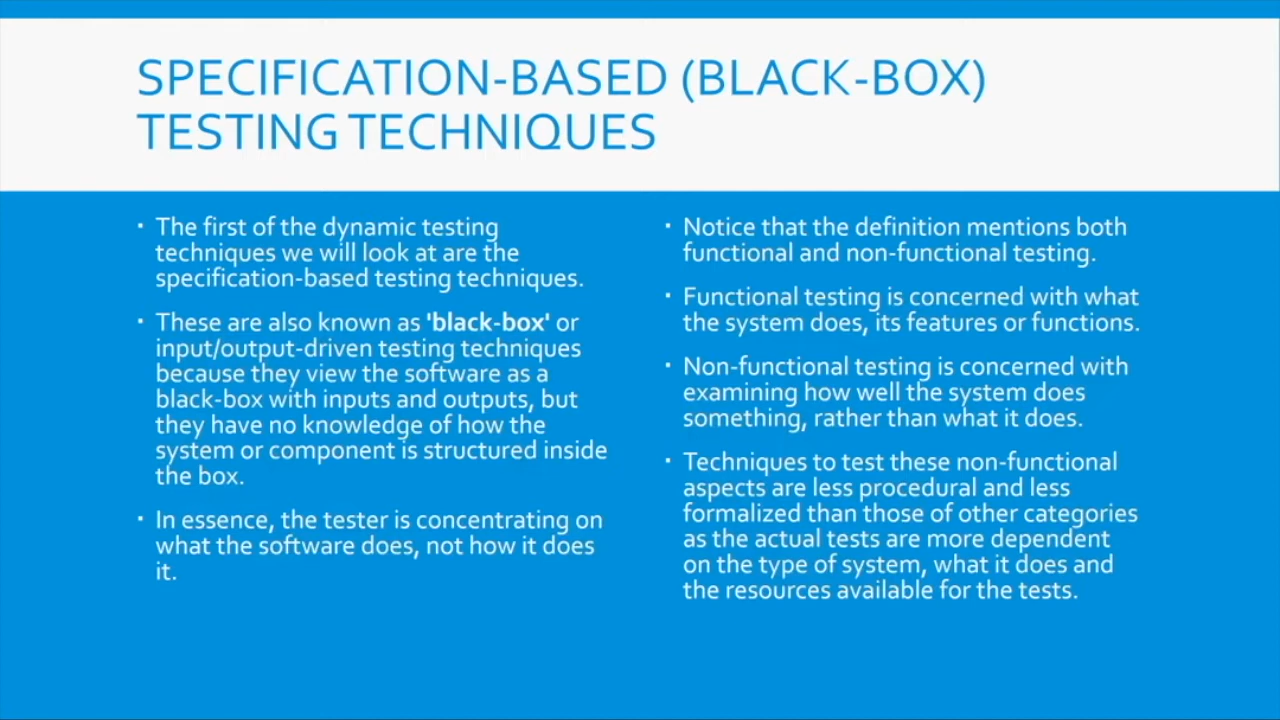 SPECIFICATION-BASED (BLACK-BOX)
TESTING TECHNIQUES
▪ The first of the dynamic testing
techniques we will look at are the
specification-based testing techniques.
▪ These are also known as 'black-box' or
input/output-driven testing techniques
because they view the software as a
black-box with inputs and outputs, but
they have no knowledge of how the
system or component is structured inside
the box.
▪ In essence, the tester is concentrating on
what the software does, not how it does
it.
▪ Notice that the definition mentions both
functional and non-functional testing.
▪ Functional testing is concerned with what
the system does, its features or functions.
▪ Non-functional testing is concerned with
examining how well the system does
something, rather than what it does.
▪ Techniques to test these non-functional
aspects are less procedural and less
formalized than those of other categories
as the actual tests are more dependent
on the type of system, what it does and
the resources available for the tests.